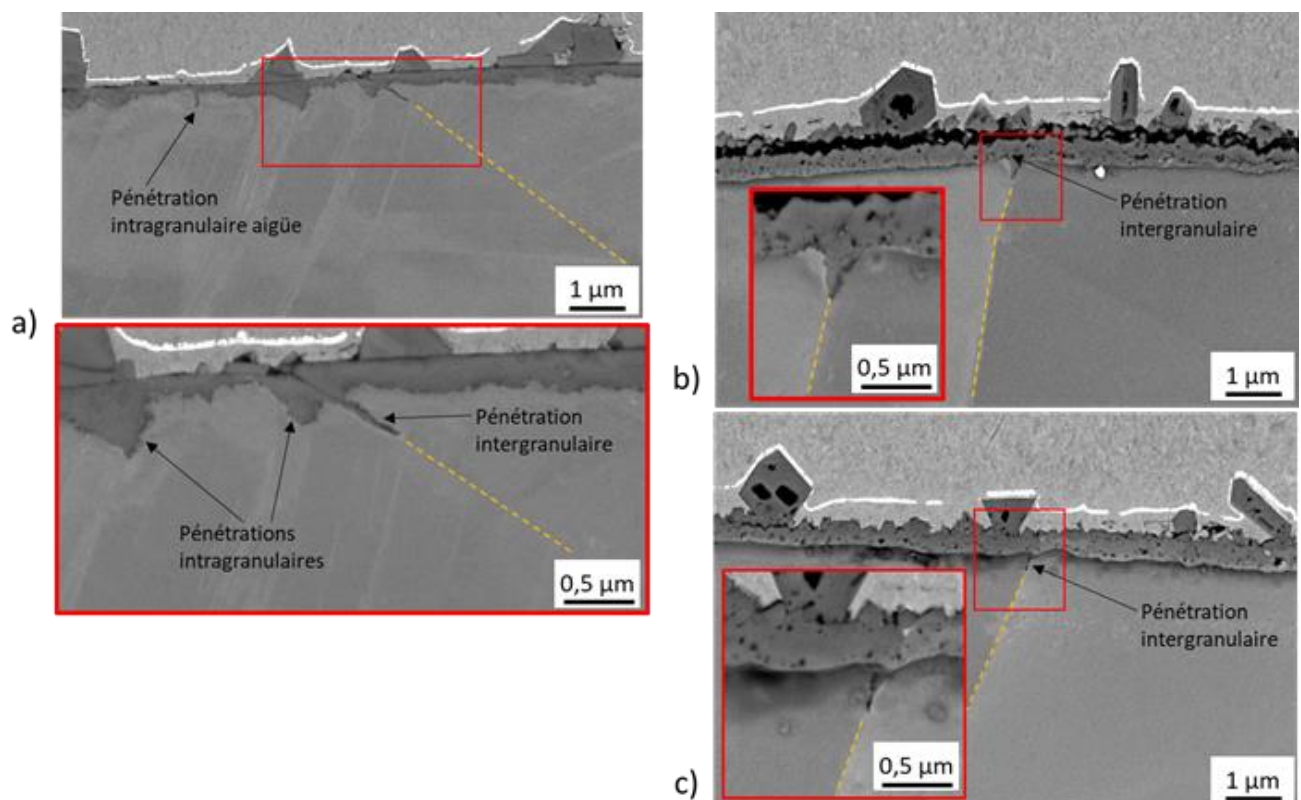 a)
Pénétration
intragranulaire aigüe
1 µm
Pénétration
intergranulaire
Pénétrations
intragranulaires
0,5 µm
b)
Pénétration
intergranulaire
0,5 µm
1 µm
c)
Pénétration
intergranulaire
0,5 µm
1 µm